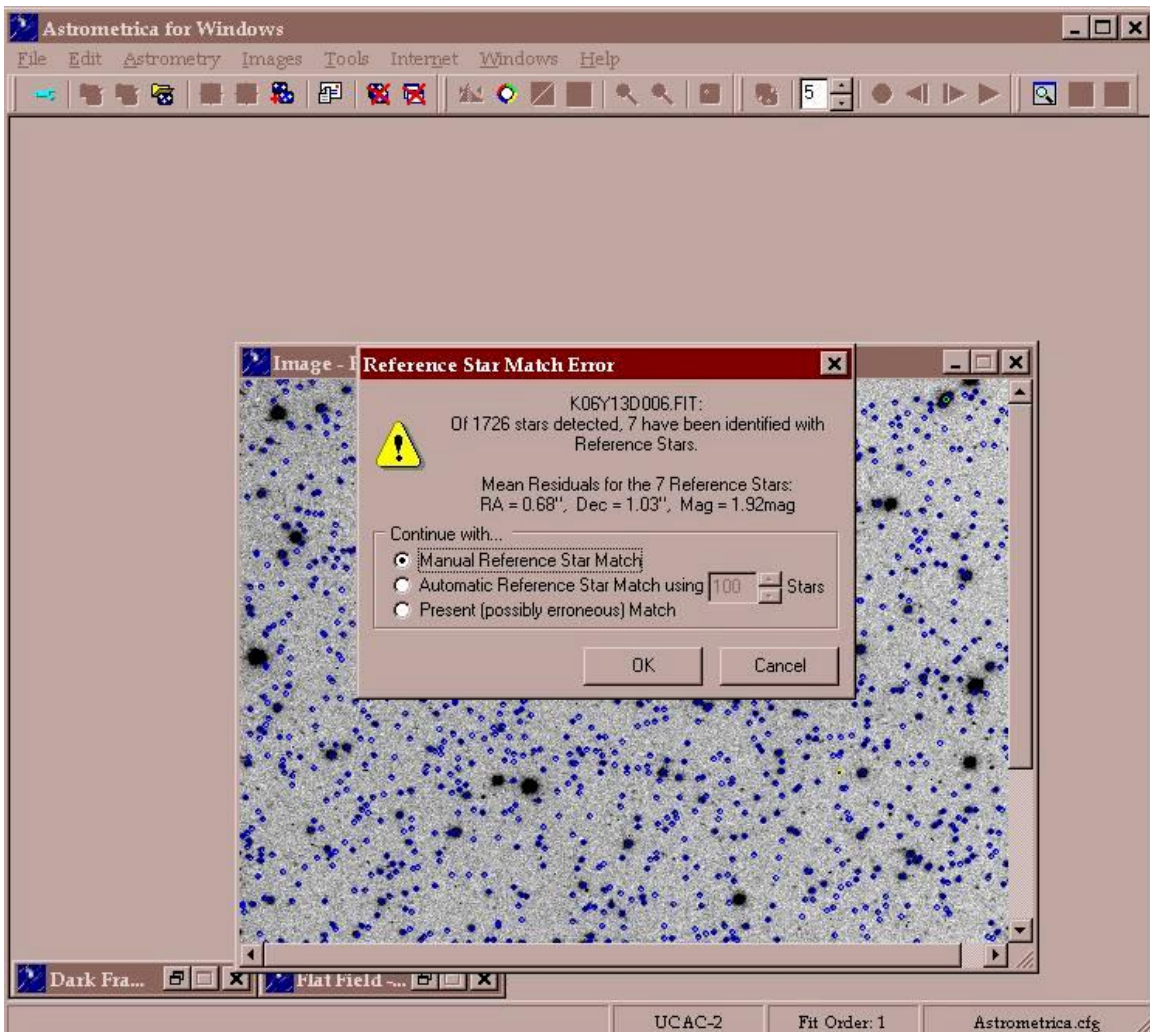 Astrometrica for Windows
File Edit Astrometry Images Tools Internet Windows Help
5
Image -
Reference Star Match Error
K06Y13D006.FIT:
Of 1726 stars detected, 7 have been identified with
Reference Stars.
Mean Residuals for the 7 Reference Stars:
RA = 0.68", Dec = 1.03", Mag = 1.92mag
Continue with...
Manual Reference Star Match
Automatic Reference Star Match using 100 Stars
Present (possibly erroneous) Match
OK Cancel
Dark Fra... Flat Field -...
UCAC-2 Fit Order: 1 Astrometrica.cfg